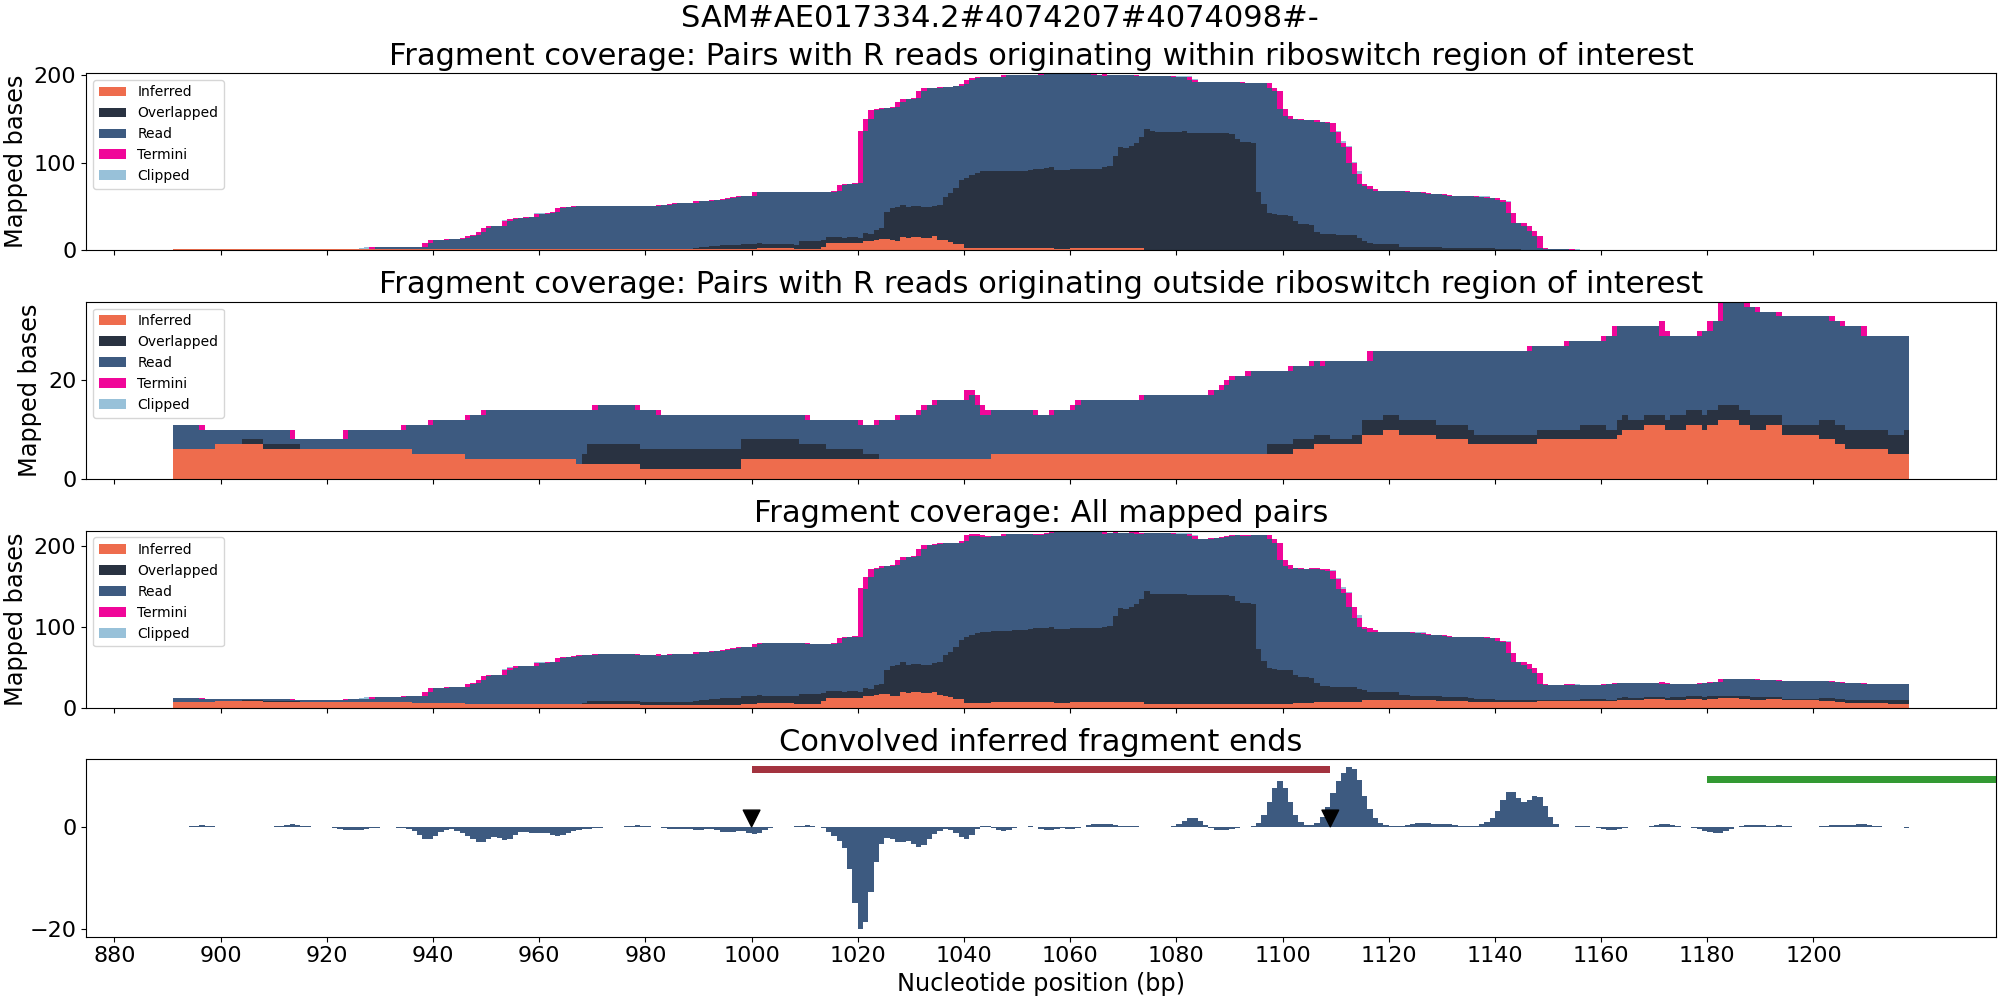 SAM#AE017334.2#4074207#4074098#-
Fragment coverage: Pairs with R reads originating within riboswitch region of interest
Mapped bases
200
100
0
Inferred
Overlapped
Read
Termini
Clipped
Fragment coverage: Pairs with R reads originating outside riboswitch region of interest
Mapped bases
20
0
Inferred
Overlapped
Read
Termini
Clipped
Fragment coverage: All mapped pairs
Mapped bases
200
100
0
Inferred
Overlapped
Read
Termini
Clipped
Convolved inferred fragment ends
0
−20
880 900 920 940 960 980 1000 1020 1040 1060 1080 1100 1120 1140 1160 1180 1200
Nucleotide position (bp)